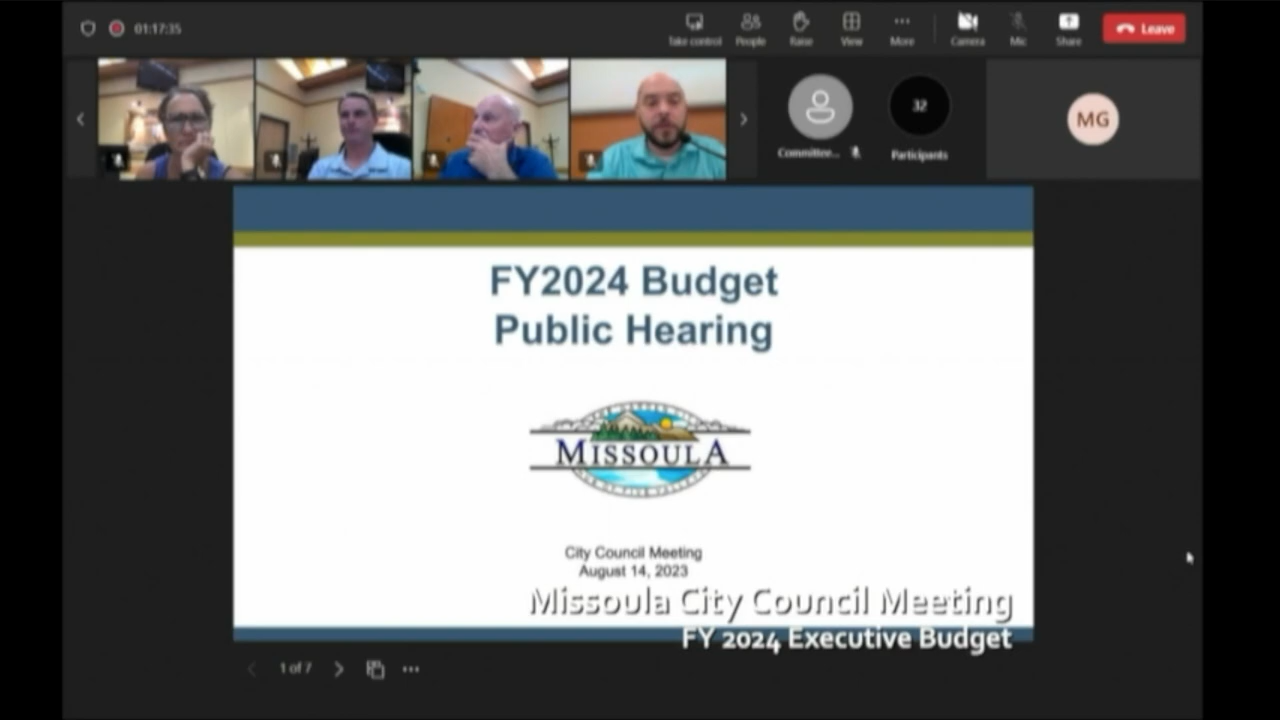 01:17:35
Take control
People
Raise
View
More
Camera
Mic
Share
Leave
32
Committee...
Participants
MG
FY2024 Budget
Public Hearing
MISSOULA
City Council Meeting
August 14, 2023
Missoula City Council Meeting
FY 2024 Executive Budget
1 of 7